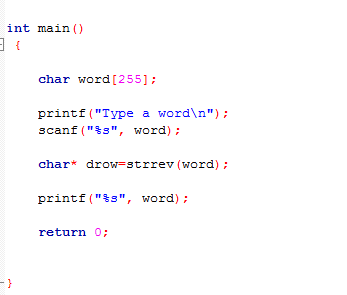 int main()
{
char word[255];
printf("Type a word\n");
scanf("%s", word);
char* drow=strrev(word);
printf("%s", word);
return 0;
}